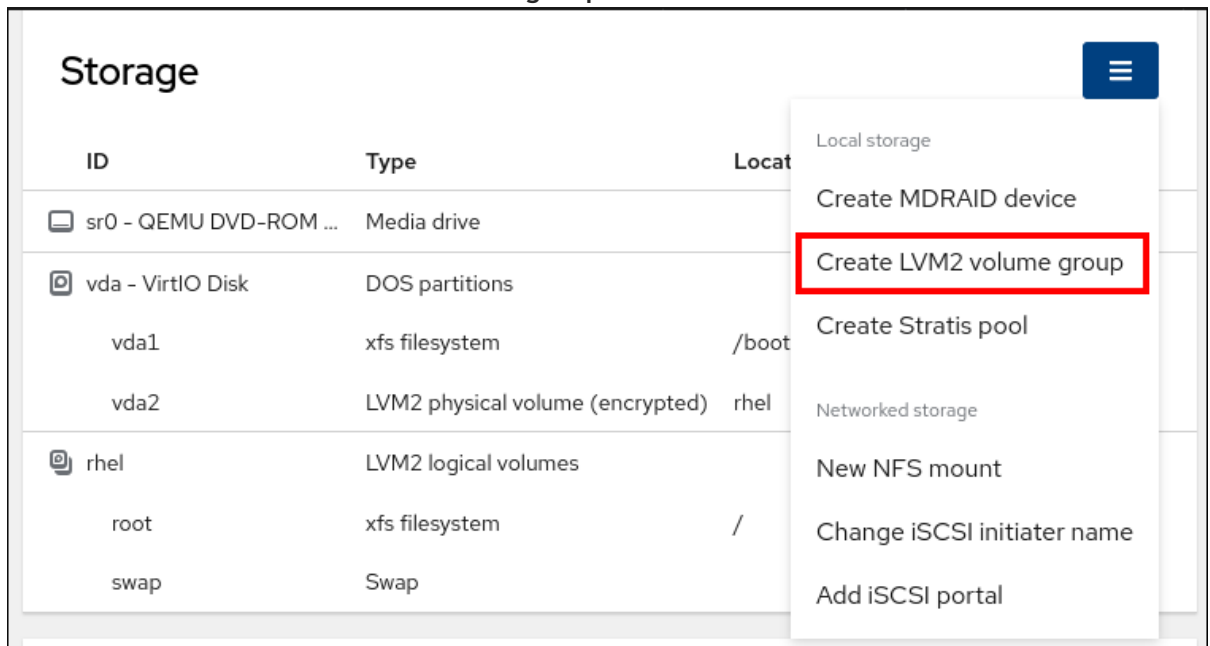 Storage
ID Type Locat
sr0 - QEMU DVD-ROM ... Media drive
vda - VirtIO Disk DOS partitions
vda1 xfs filesystem /boot
vda2 LVM2 physical volume (encrypted) rhel
rhel LVM2 logical volumes
root xfs filesystem /
swap Swap
Local storage
Create MDRAID device
Create LVM2 volume group
Create Stratis pool
Networked storage
New NFS mount
Change iSCSI initiater name
Add iSCSI portal